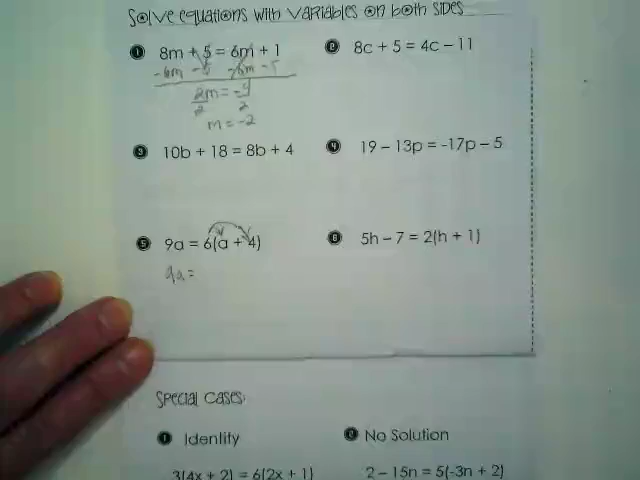 Solve equations with variables on both sides
1 8m + 5 = 6m + 1
-6m -5 -6m -5
2m = -4
2 2
m = -2
2 8c + 5 = 4c – 11
3 10b + 18 = 8b + 4
4 19 – 13p = -17p – 5
5 9a = 6(a + 4)
9a =
6 5h – 7 = 2(h + 1)
Special Cases:
1 Identity
3(4x + 2) = 6(2x + 1)
2 No Solution
2 – 15n = 5(-3n + 2)